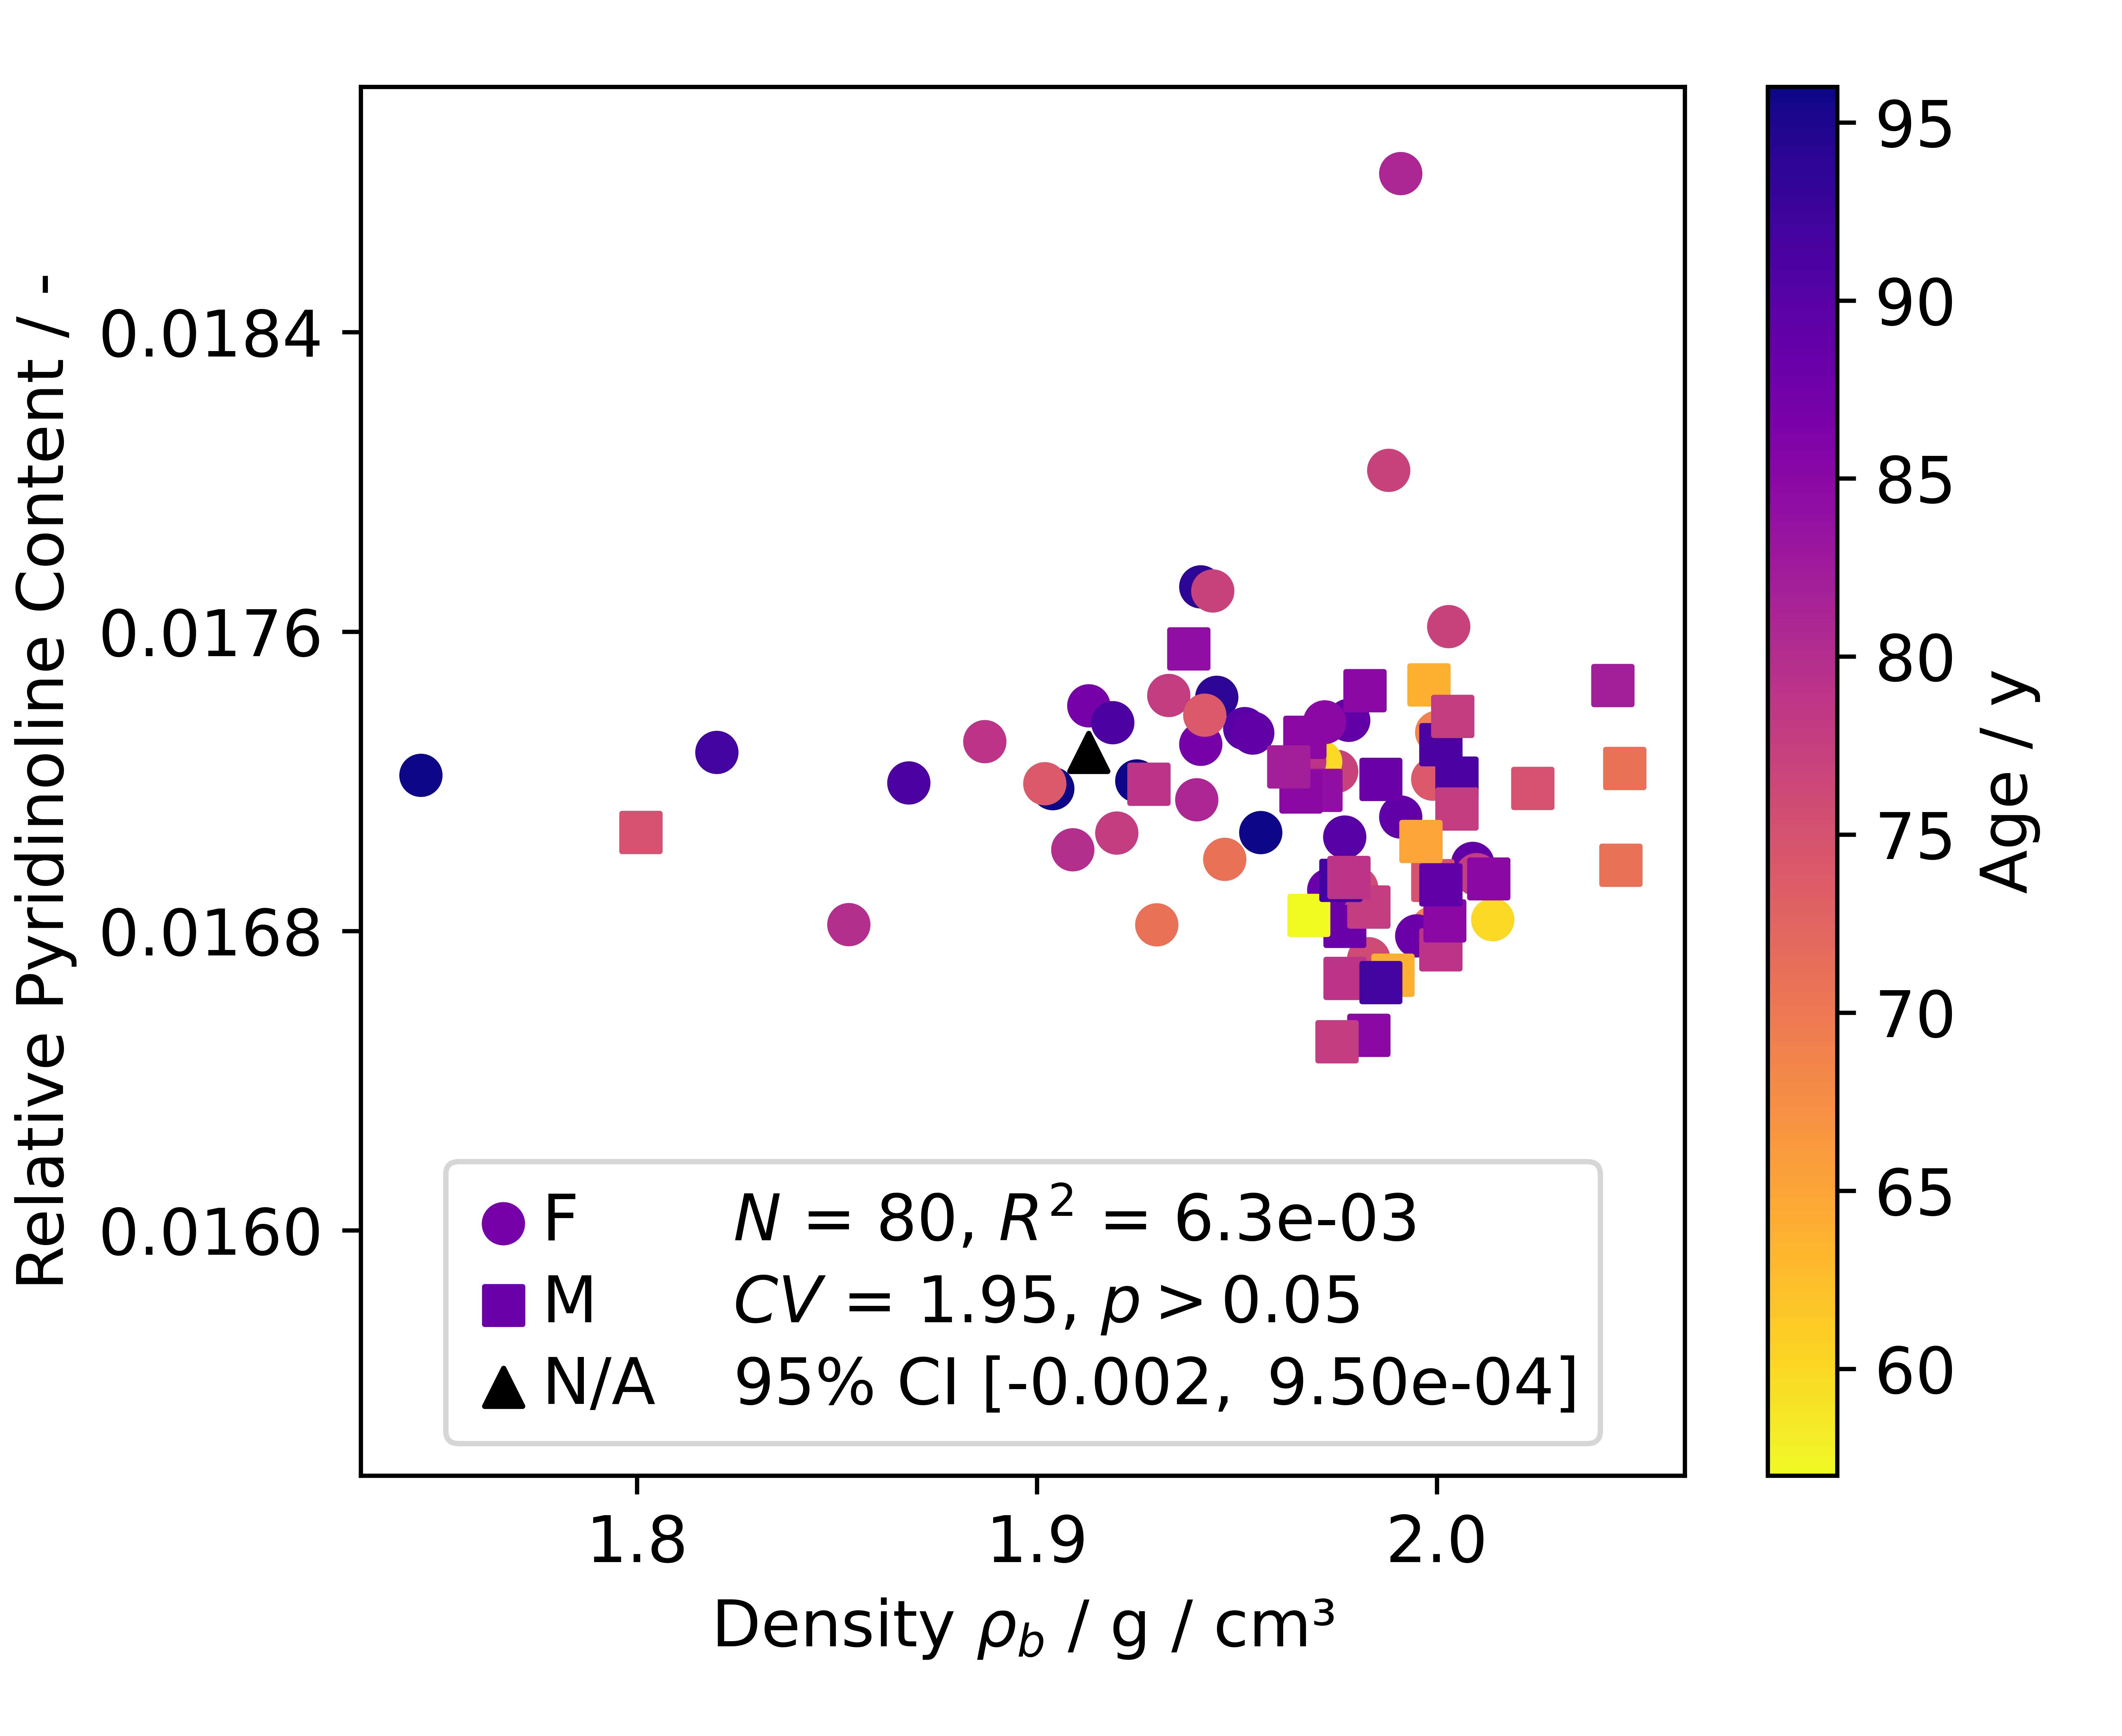 Relative Pyridinoline Content / -
0.0184
0.0176
0.0168
0.0160
F
M
N/A
N = 80, R² = 6.3e-03
CV = 1.95, p > 0.05
95% CI [-0.002, 9.50e-04]
1.8
1.9
2.0
Density ρb / g / cm³
95
90
85
80
75
70
65
60
Age / y